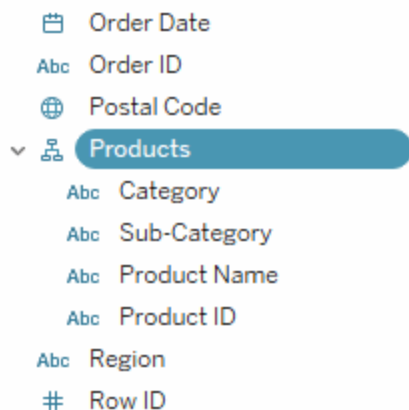 Order Date
Abc Order ID
Postal Code
Products
Abc Category
Abc Sub-Category
Abc Product Name
Abc Product ID
Abc Region
# Row ID